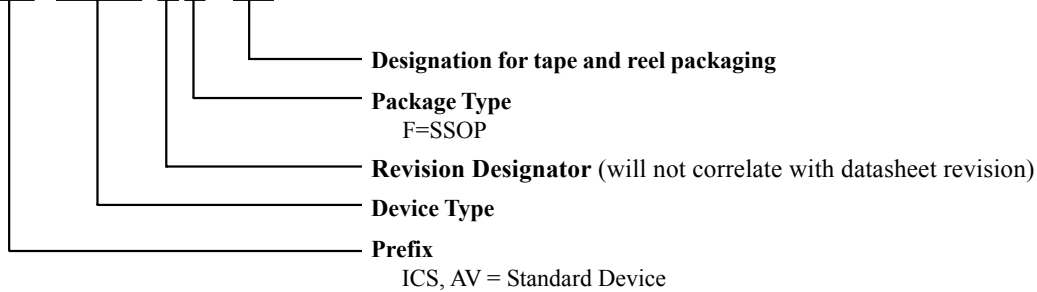 Designation for tape and reel packaging
Package Type
F=SSOP
Revision Designator (will not correlate with datasheet revision)
Device Type
Prefix
ICS, AV = Standard Device